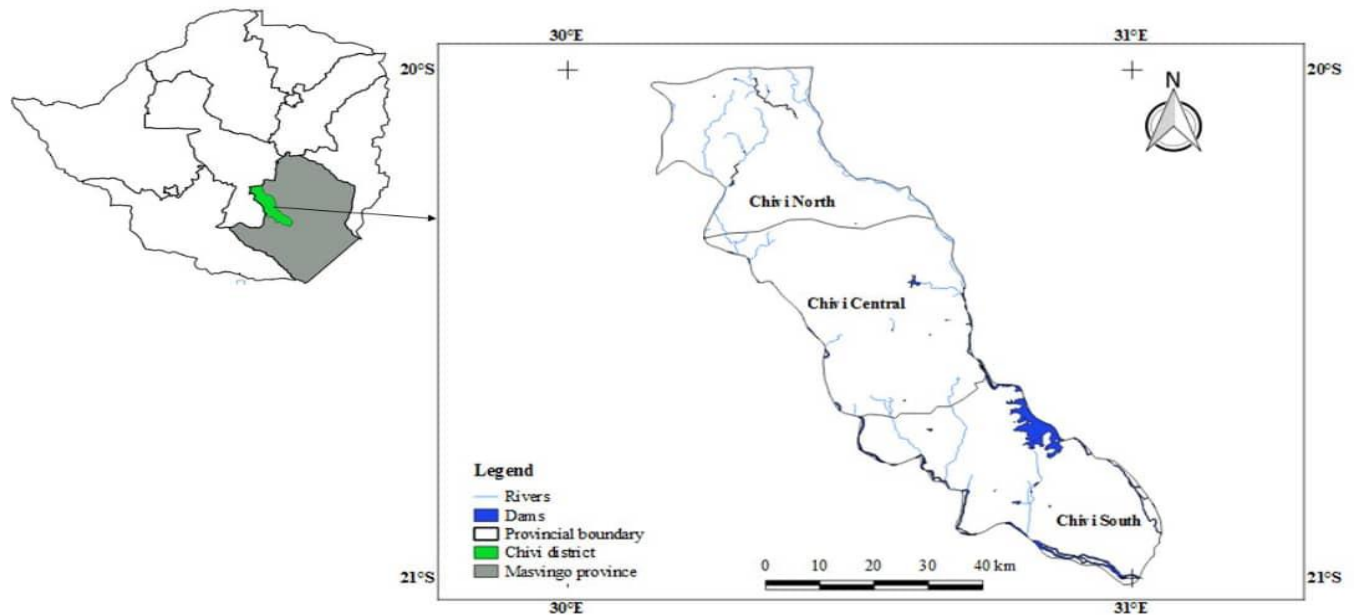 30°E 31°E
20°S 20°S
N
Chivi North
Chivi Central
Legend
Rivers
Dams
Provincial boundary
Chivi district
Masvingo province
Chivi South
0 10 20 30 40 km
21°S 21°S
30°E 31°E